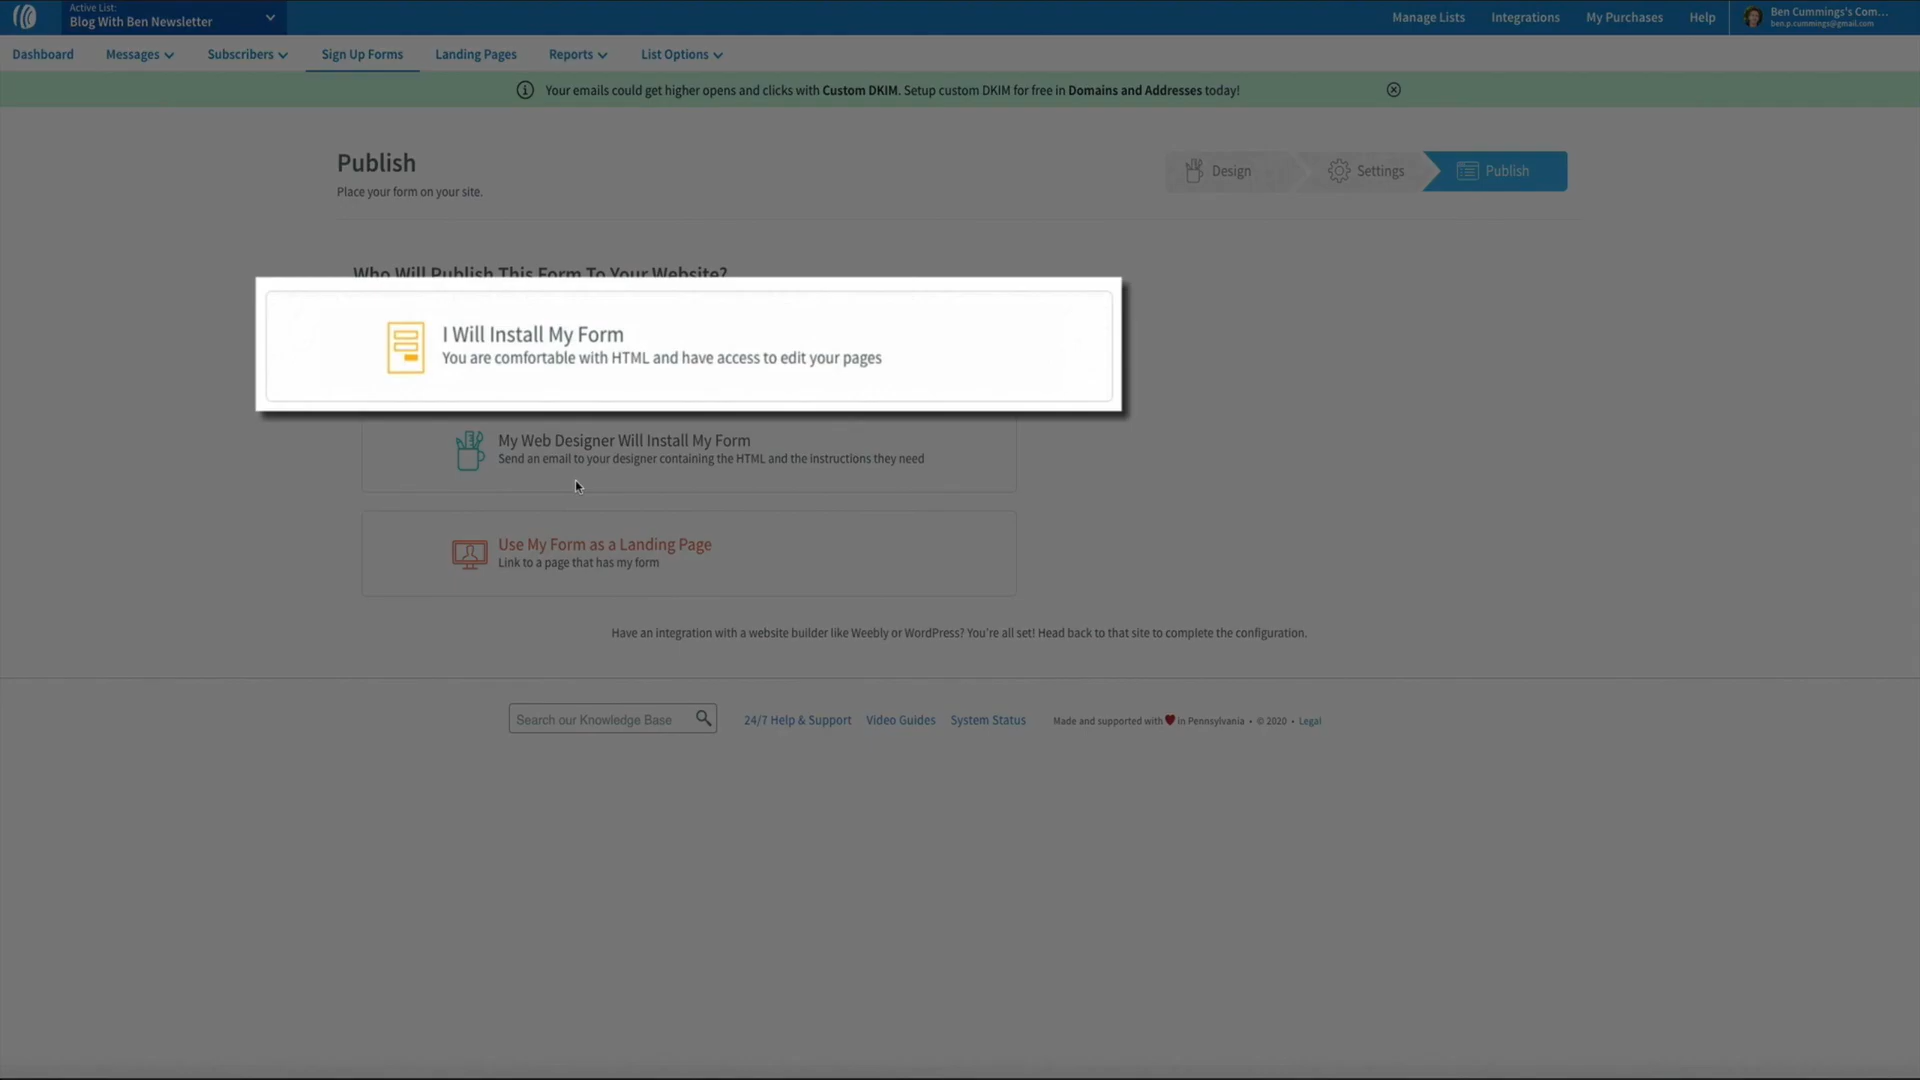 Active List:
Blog With Ben Newsletter
Manage Lists
Integrations
My Purchases
Help
Ben Cummings's Com...
ben.p.cummings@gmail.com
Dashboard
Messages
Subscribers
Sign Up Forms
Landing Pages
Reports
List Options
Your emails could get higher opens and clicks with Custom DKIM. Setup custom DKIM for free in Domains and Addresses today!
Publish
Place your form on your site.
Design
Settings
Publish
Who Will Publish This Form To Your Website?
I Will Install My Form
You are comfortable with HTML and have access to edit your pages
My Web Designer Will Install My Form
Send an email to your designer containing the HTML and the instructions they need
Use My Form as a Landing Page
Link to a page that has my form
Have an integration with a website builder like Weebly or WordPress? You're all set! Head back to that site to complete the configuration.
Search our Knowledge Base
24/7 Help & Support
Video Guides
System Status
Made and supported with ♥ in Pennsylvania • © 2020 • Legal